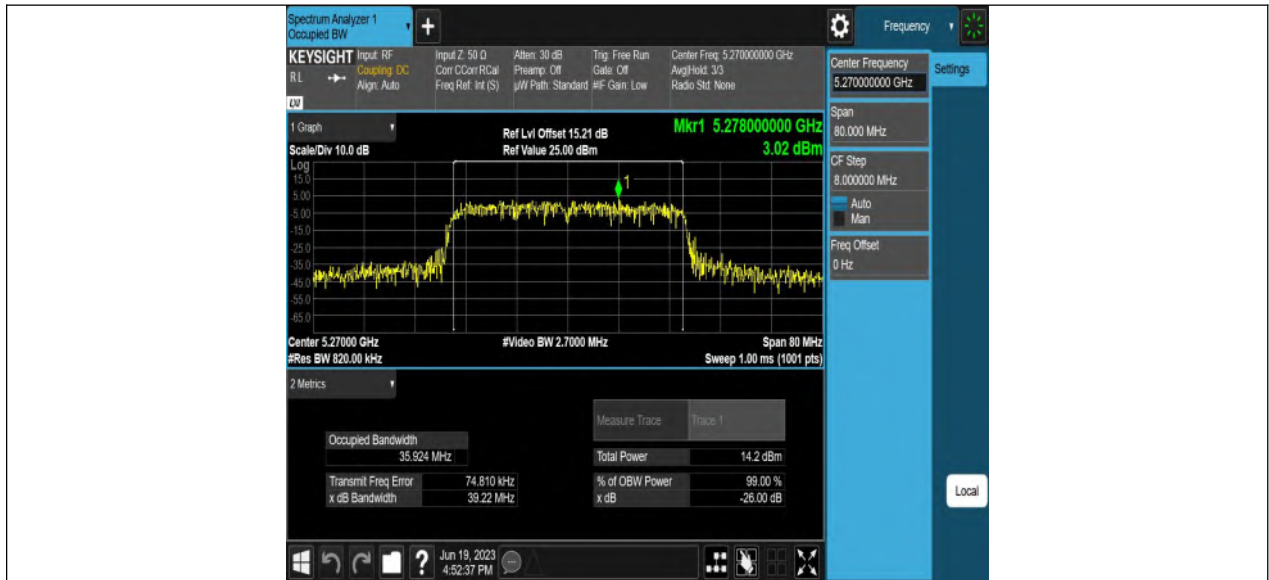 Spectrum Analyzer 1
Occupied BW
+
Frequency
KEYSIGHT
Input: RF
Coupling: DC
Align: Auto
Input Z: 50 Ω
Corr CCorr RCal
Freq Ref: Int (S)
Atten: 30 dB
Preamp: Off
µW Path: Standard
Trig: Free Run
Gate: Off
#IF Gain: Low
Center Freq: 5.270000000 GHz
Avg|Hold: 3/3
Radio Std: None
RL
LXI
Center Frequency
5.270000000 GHz
Settings
Span
80.000 MHz
CF Step
8.000000 MHz
Auto
Man
Freq Offset
0 Hz
Local
1 Graph
Scale/Div 10.0 dB
Ref Lvl Offset 15.21 dB
Ref Value 25.00 dBm
Mkr1 5.278000000 GHz
3.02 dBm
Log
15.0
5.00
-5.00
-15.0
-25.0
-35.0
-45.0
-55.0
-65.0
1
Center 5.27000 GHz
#Video BW 2.7000 MHz
Span 80 MHz
#Res BW 820.00 kHz
Sweep 1.00 ms (1001 pts)
2 Metrics
Measure Trace
Trace 1
Occupied Bandwidth
35.924 MHz
Total Power
14.2 dBm
Transmit Freq Error
74.810 kHz
% of OBW Power
99.00 %
x dB Bandwidth
39.22 MHz
x dB
-26.00 dB
?
Jun 19, 2023
4:52:37 PM